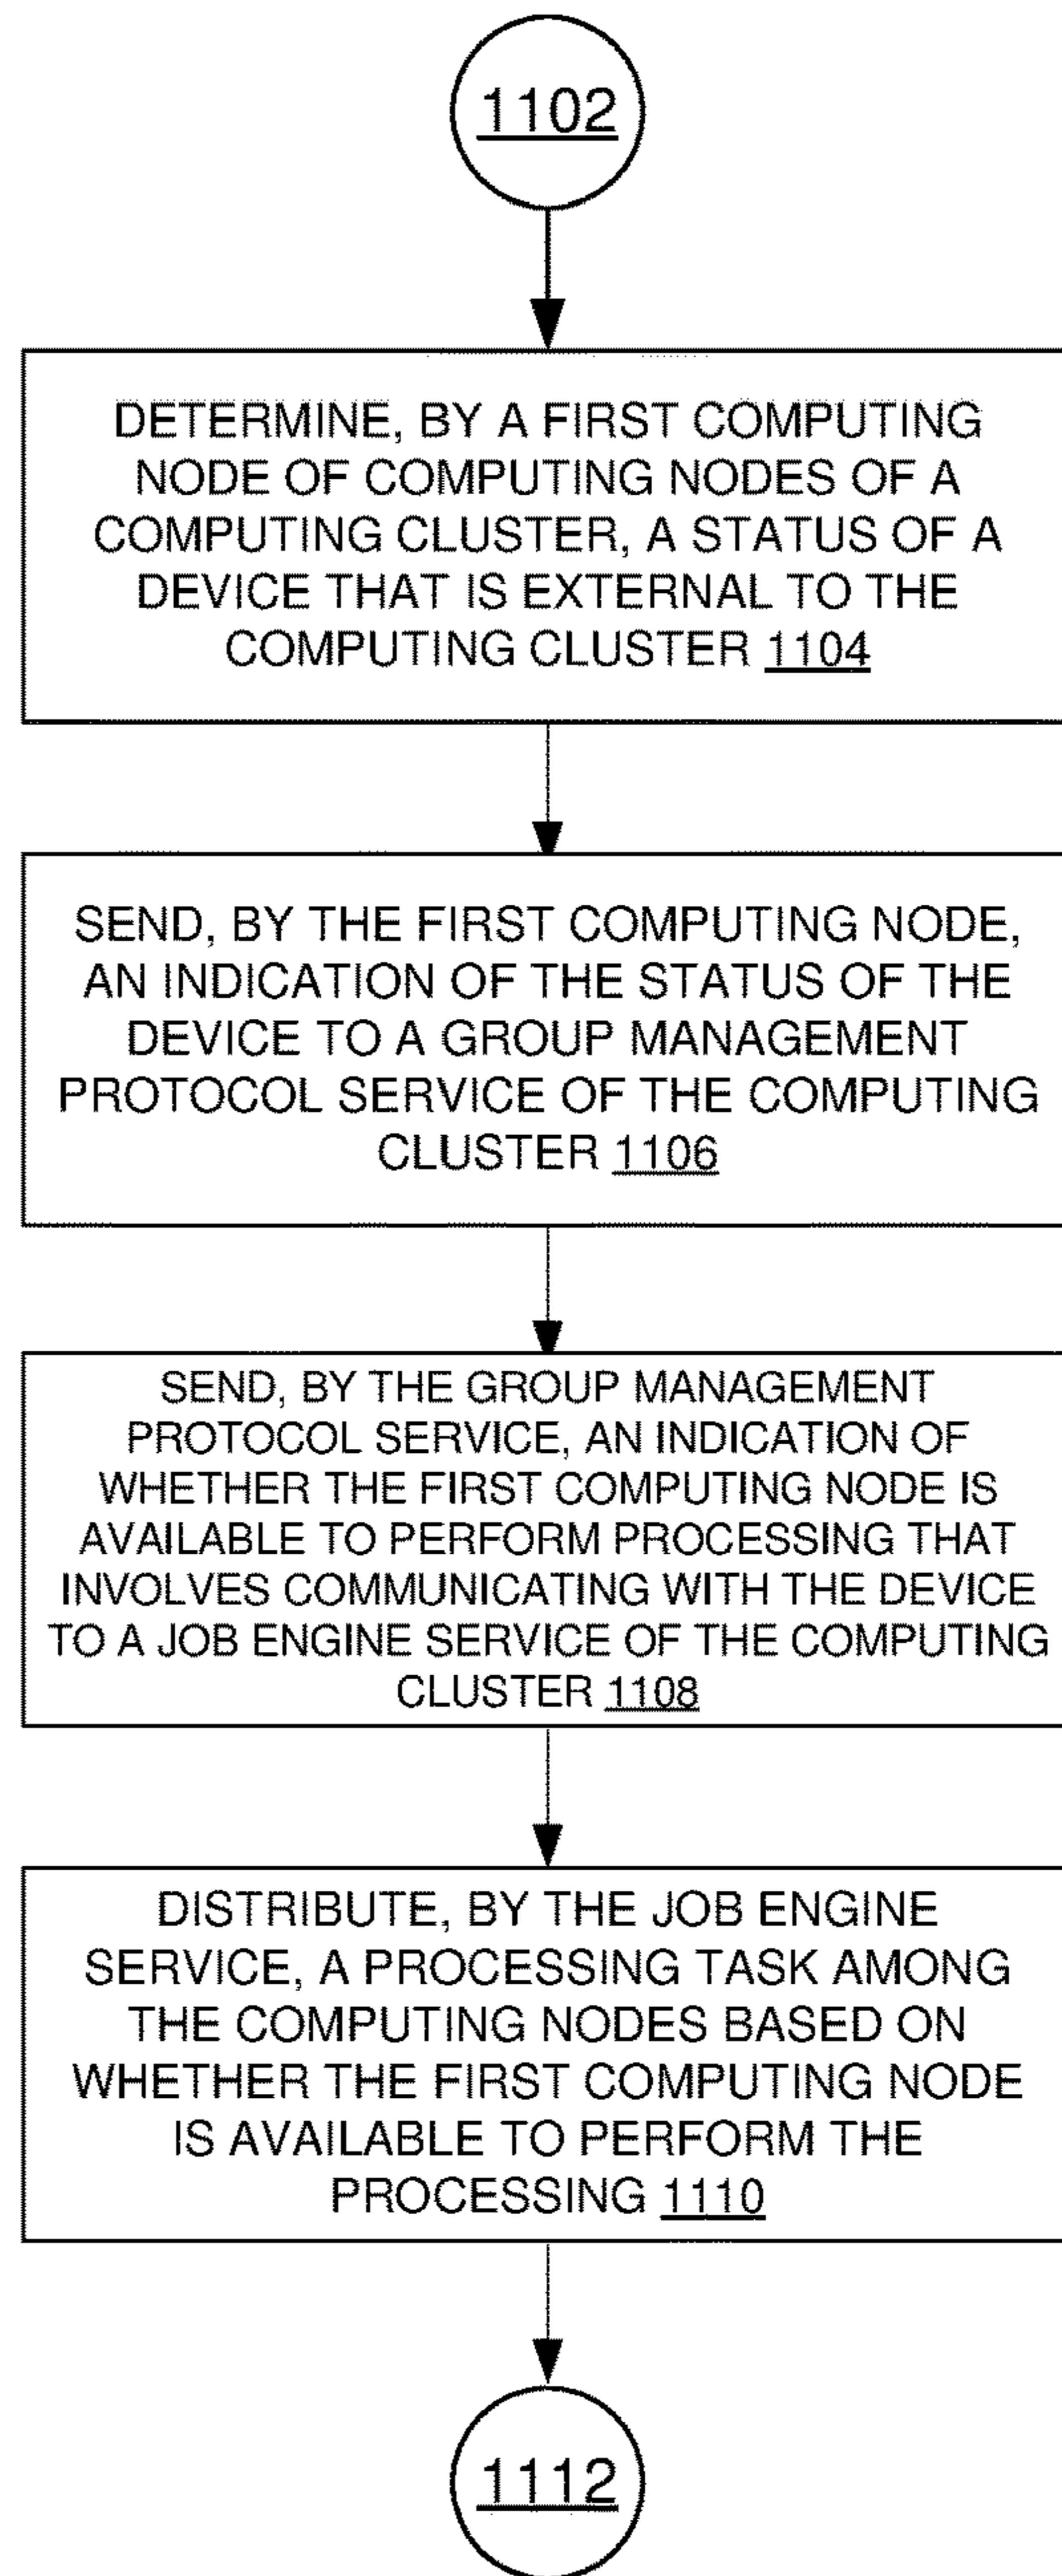 1102
DETERMINE, BY A FIRST COMPUTING
NODE OF COMPUTING NODES OF A
COMPUTING CLUSTER, A STATUS OF A
DEVICE THAT IS EXTERNAL TO THE
COMPUTING CLUSTER 1104
SEND, BY THE FIRST COMPUTING NODE,
AN INDICATION OF THE STATUS OF THE
DEVICE TO A GROUP MANAGEMENT
PROTOCOL SERVICE OF THE COMPUTING
CLUSTER 1106
SEND, BY THE GROUP MANAGEMENT
PROTOCOL SERVICE, AN INDICATION OF
WHETHER THE FIRST COMPUTING NODE IS
AVAILABLE TO PERFORM PROCESSING THAT
INVOLVES COMMUNICATING WITH THE DEVICE
TO A JOB ENGINE SERVICE OF THE COMPUTING
CLUSTER 1108
DISTRIBUTE, BY THE JOB ENGINE
SERVICE, A PROCESSING TASK AMONG
THE COMPUTING NODES BASED ON
WHETHER THE FIRST COMPUTING NODE
IS AVAILABLE TO PERFORM THE
PROCESSING 1110
1112